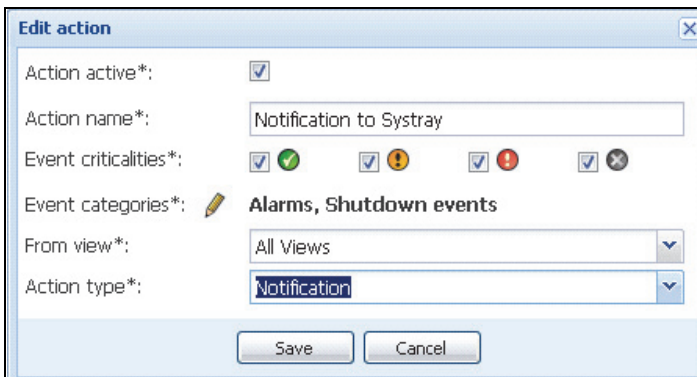 Edit action
Action active*:
Action name*: Notification to Systray
Event criticalities*:
Event categories*: Alarms, Shutdown events
From view*: All Views
Action type*: Notification
Save Cancel